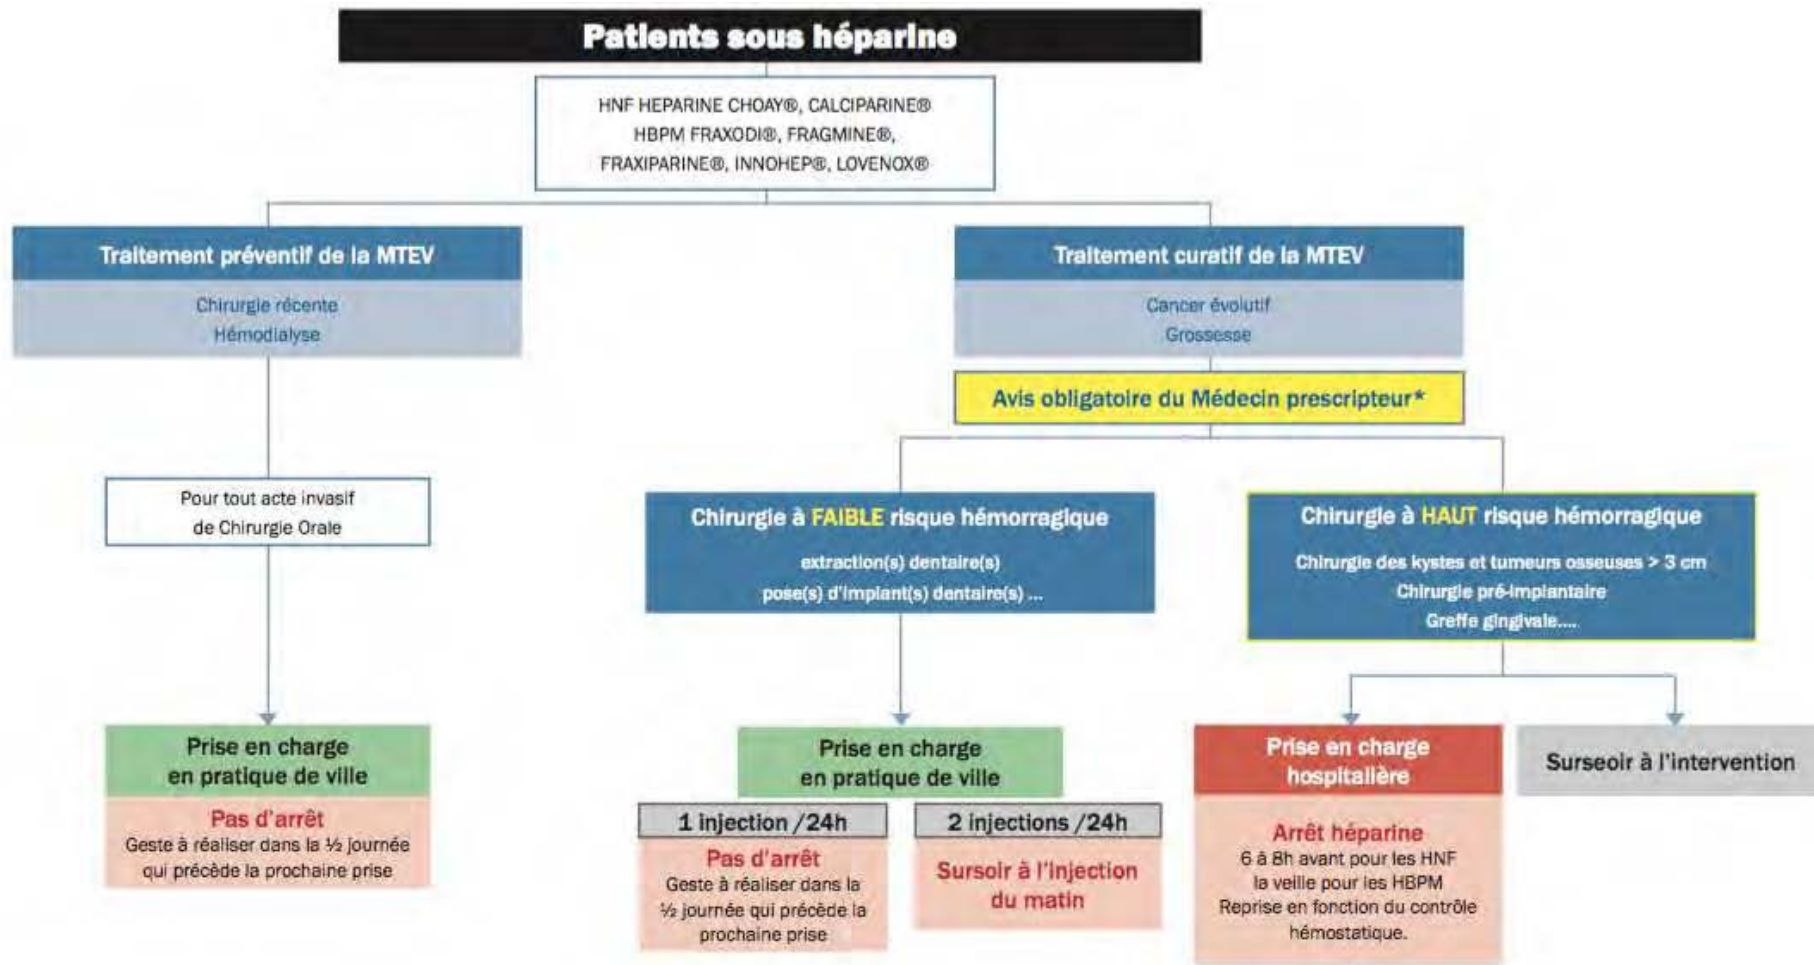 Patients sous héparine
HNF HEPARINE CHOAY®, CALCIPARINE®
HBPM FRAXODI®, FRAGMINE®,
FRAXIPARINE®, INNOHEP®, LOVENOX®
Traitement préventif de la MTEV
Chirurgie récente
Hémodialyse
Traitement curatif de la MTEV
Cancer évolutif
Grossesse
Avis obligatoire du Médecin prescripteur*
Pour tout acte invasif
de Chirurgie Orale
Chirurgie à FAIBLE risque hémorragique
extraction(s) dentaire(s)
pose(s) d'implant(s) dentaire(s) ...
Chirurgie à HAUT risque hémorragique
Chirurgie des kystes et tumeurs osseuses > 3 cm
Chirurgie pré-implantaire
Greffe gingivale....
Prise en charge
en pratique de ville
Pas d'arrêt
Geste à réaliser dans la ½ journée
qui précède la prochaine prise
Prise en charge
en pratique de ville
1 injection /24h
Pas d'arrêt
Geste à réaliser dans la
½ journée qui précède la
prochaine prise
2 injections /24h
Sursoir à l'injection
du matin
Prise en charge
hospitalière
Arrêt héparine
6 à 8h avant pour les HNF
la veille pour les HBPM
Reprise en fonction du contrôle
hémostatique.
Surseoir à l'intervention